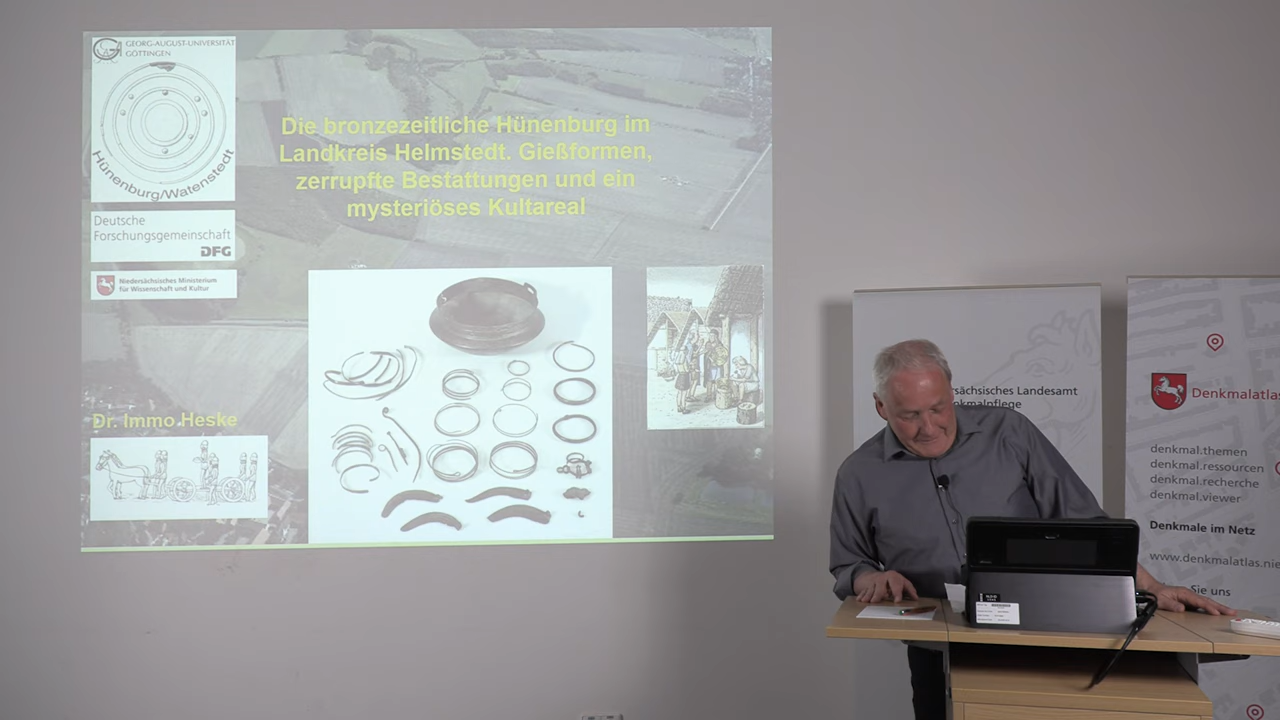 GEORG-AUGUST-UNIVERSITÄT
GÖTTINGEN
Hünenburg/Watenstedt
Deutsche
Forschungsgemeinschaft
DFG
Niedersächsisches Ministerium
für Wissenschaft und Kultur
Die bronzezeitliche Hünenburg im
Landkreis Helmstedt. Gießformen,
zerrupfte Bestattungen und ein
mysteriöses Kultareal
Dr. Immo Heske
ersächsisches Landesamt
nkmalpflege
Denkmalatlas
denkmal.themen
denkmal.ressourcen
denkmal.recherche
denkmal.viewer
Denkmale im Netz
www.denkmalatlas.nie
Sie uns